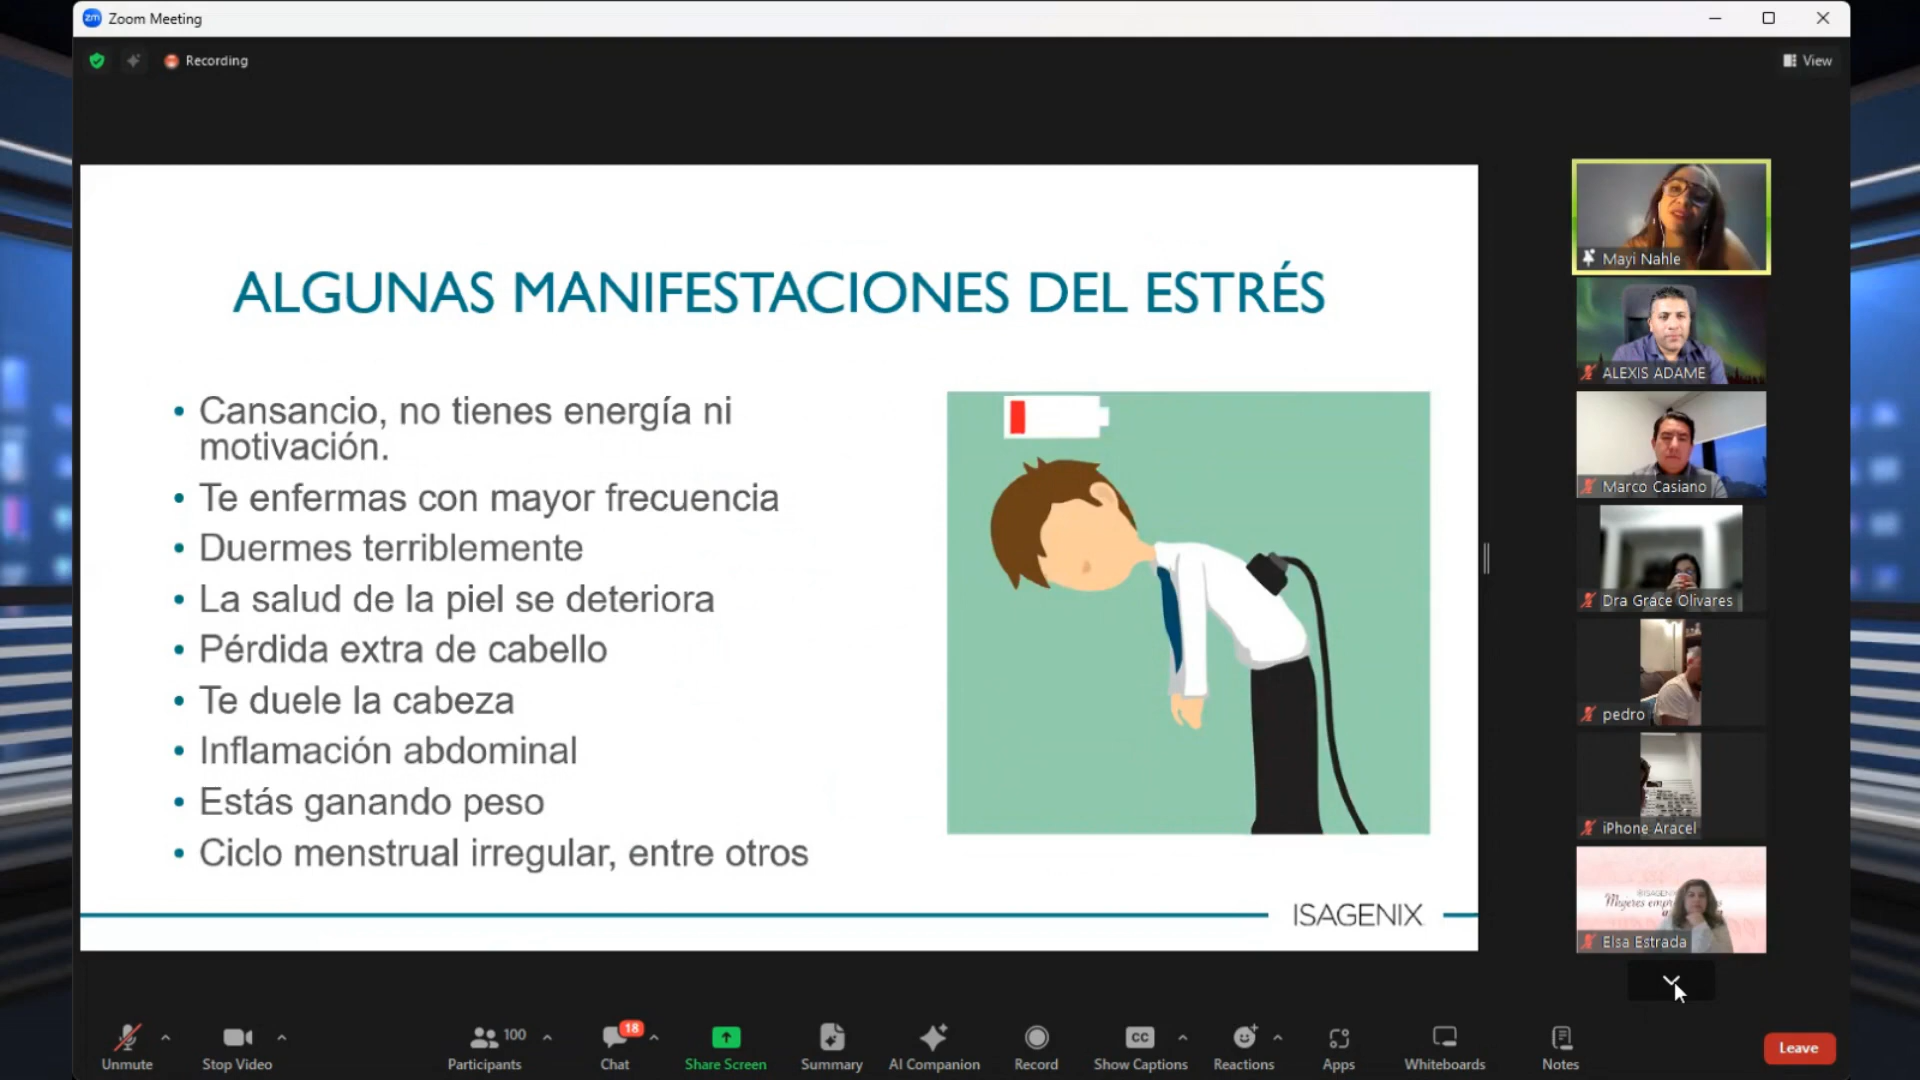 zm Zoom Meeting
Recording
View
ALGUNAS MANIFESTACIONES DEL ESTRÉS
• Cansancio, no tienes energía ni
motivación.
• Te enfermas con mayor frecuencia
• Duermes terriblemente
• La salud de la piel se deteriora
• Pérdida extra de cabello
• Te duele la cabeza
• Inflamación abdominal
• Estás ganando peso
• Ciclo menstrual irregular, entre otros
ISAGENIX
Mayi Nahle
ALEXIS ADAME
Marco Casiano
Dra Grace Olivares
pedro
iPhone Aracel
Mujeres
Elsa Estrada
Unmute
Stop Video
100
Participants
18
Chat
Share Screen
Summary
AI Companion
Record
CC
Show Captions
Reactions
Apps
Whiteboards
Notes
Leave